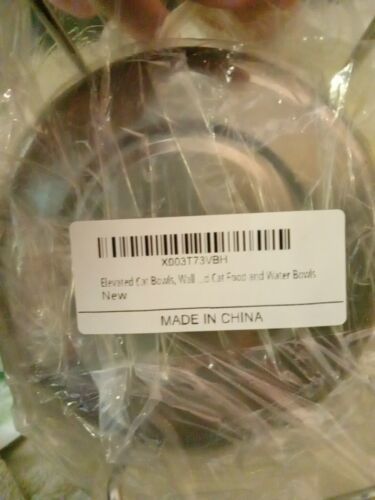 X003T73VBH
Elevated Cat Bowls, Wall ...d Cat Food and Water Bowls
New
MADE IN CHINA